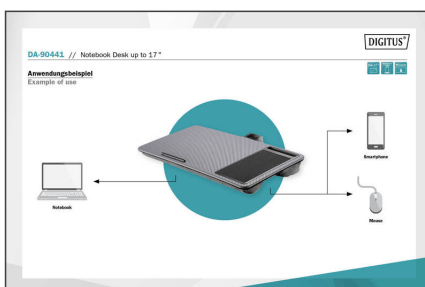 DIGITUS®
DA-90441 // Notebook Desk up to 17"
Anwendungsbeispiel
Example of use
Smartphone
Notebook
Mouse